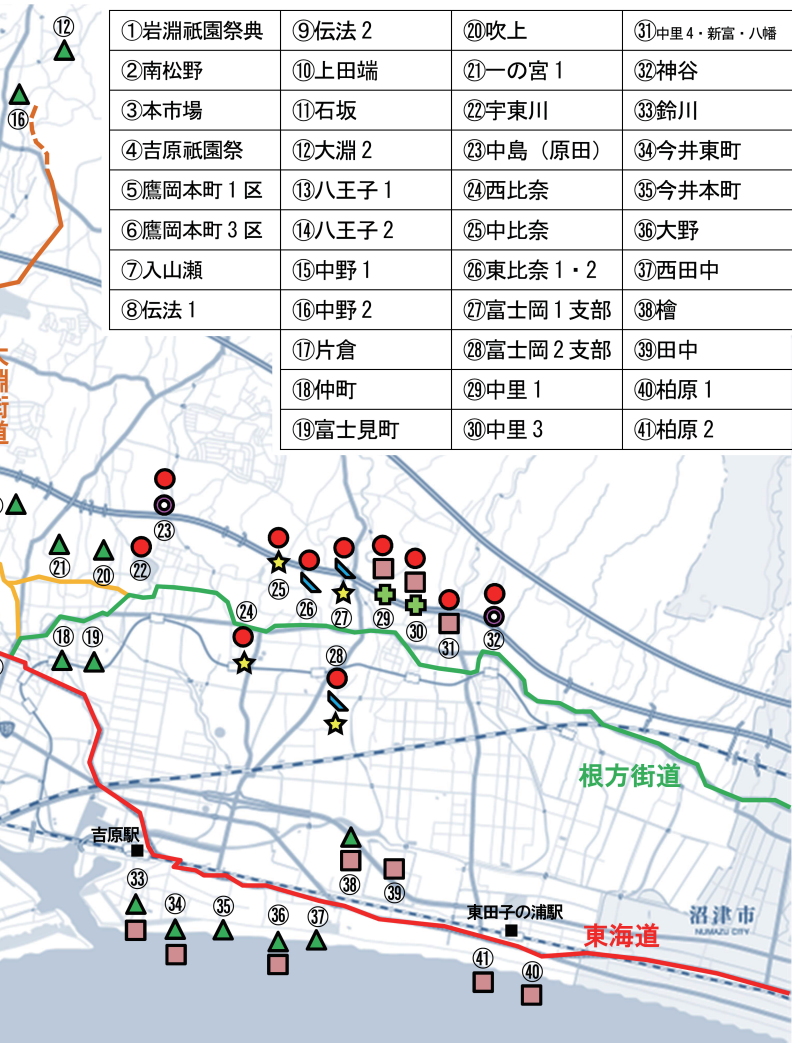 ①岩淵祇園祭典 ⑨伝法２ ⑳吹上 ㉛中里４・新富・八幡
②南松野 ⑩上田端 ㉑一の宮１ ㉜神谷
③本市場 ⑪石坂 ㉒宇東川 ㉝鈴川
④吉原祇園祭 ⑫大淵２ ㉓中島（原田） ㉞今井東町
⑤鷹岡本町１区 ⑬八王子１ ㉔西比奈 ㉟今井本町
⑥鷹岡本町３区 ⑭八王子２ ㉕中比奈 ㊱大野
⑦入山瀬 ⑮中野１ ㉖東比奈１・２ ㊲西田中
⑧伝法１ ⑯中野２ ㉗富士岡１支部 ㊳檜
⑰片倉 ㉘富士岡２支部 ㊴田中
⑱仲町 ㉙中里１ ㊵柏原１
⑲富士見町 ㉚中里３ ㊶柏原２
⑫
⑯
大淵街道
㉓
㉑
⑳
㉒
㉕
㉖
㉗
㉙
㉚
㉛
㉜
㉔
⑱
⑲
㉘
根方街道
吉原駅
㉝
㉞
㉟
㊱
㊲
㊳
㊴
東田子の浦駅
沼津市
NUMAZU CITY
東海道
㊶
㊵